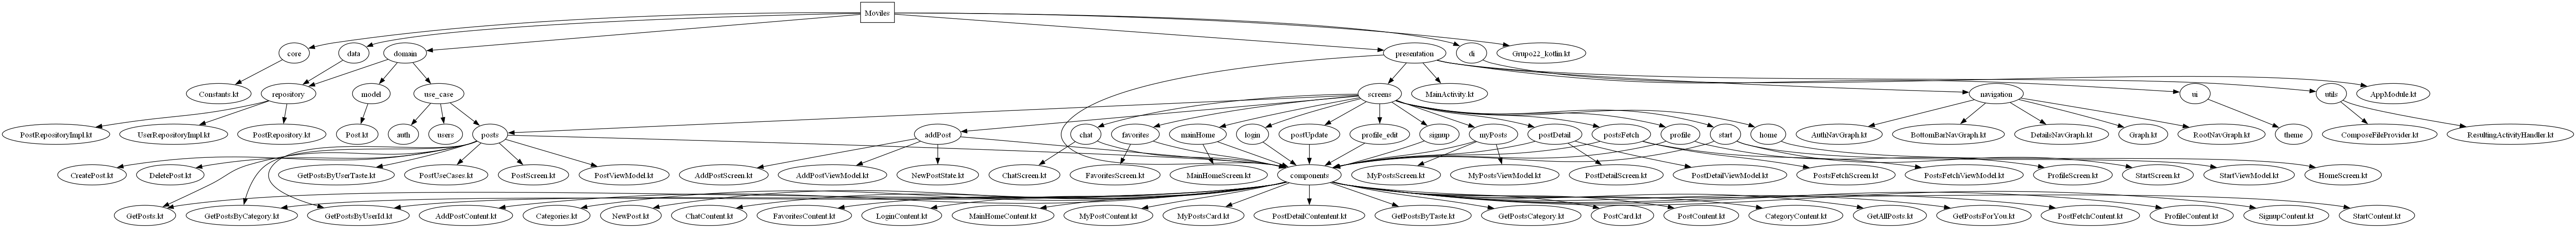 Moviles
core
data
domain
presentation
di
Grupo22_kotlin.kt
Constants.kt
repository
model
use_case
screens
MainActivity.kt
navigation
ui
utils
AppModule.kt
PostRepositoryImpl.kt
UserRepositoryImpl.kt
PostRepository.kt
Post.kt
auth
users
posts
addPost
chat
favorites
mainHome
login
postUpdate
profile_edit
signup
myPosts
postDetail
postsFetch
profile
start
home
AuthNavGraph.kt
BottomBarNavGraph.kt
DetailsNavGraph.kt
Graph.kt
RootNavGraph.kt
theme
ComposeFileProvider.kt
ResultingActivityHandler.kt
CreatePost.kt
DeletePost.kt
GetPostsByUserTaste.kt
PostUseCases.kt
PostScreen.kt
PostViewModel.kt
AddPostScreen.kt
AddPostViewModel.kt
NewPostState.kt
ChatScreen.kt
FavoritesScreen.kt
MainHomeScreen.kt
components
MyPostsScreen.kt
MyPostsViewModel.kt
PostDetailScreen.kt
PostDetailViewModel.kt
PostsFetchScreen.kt
PostsFetchViewModel.kt
ProfileScreen.kt
StartScreen.kt
StartViewModel.kt
HomeScreen.kt
GetPosts.kt
GetPostsByCategory.kt
GetPostsByUserId.kt
AddPostContent.kt
Categories.kt
NewPost.kt
ChatContent.kt
FavoritesContent.kt
LoginContent.kt
MainHomeContent.kt
MyPostContent.kt
MyPostsCard.kt
PostDetailContentent.kt
GetPostsByTaste.kt
GetPostsCategory.kt
PostCard.kt
PostContent.kt
CategoryContent.kt
GetAllPosts.kt
GetPostsForYou.kt
PostFetchContent.kt
ProfileContent.kt
SignupContent.kt
StartContent.kt